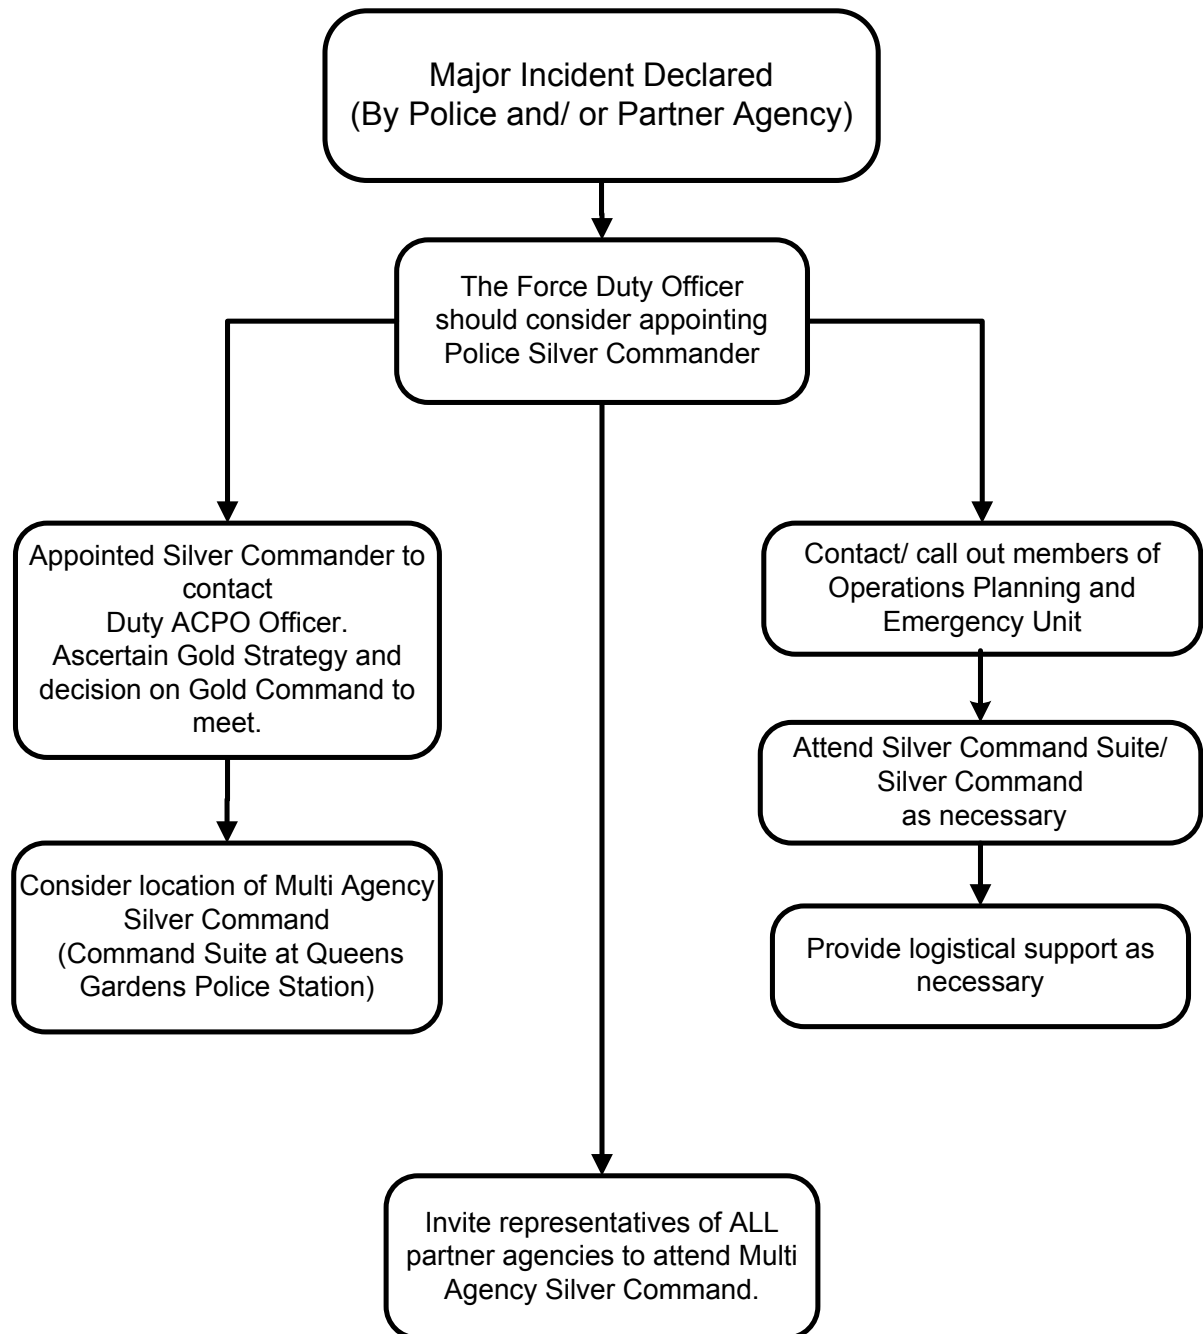 Major Incident Declared
(By Police and/ or Partner Agency)
The Force Duty Officer
should consider appointing
Police Silver Commander
Appointed Silver Commander to
contact
Duty ACPO Officer.
Ascertain Gold Strategy and
decision on Gold Command to
meet.
Consider location of Multi Agency
Silver Command
(Command Suite at Queens
Gardens Police Station)
Contact/ call out members of
Operations Planning and
Emergency Unit
Attend Silver Command Suite/
Silver Command
as necessary
Provide logistical support as
necessary
Invite representatives of ALL
partner agencies to attend Multi
Agency Silver Command.